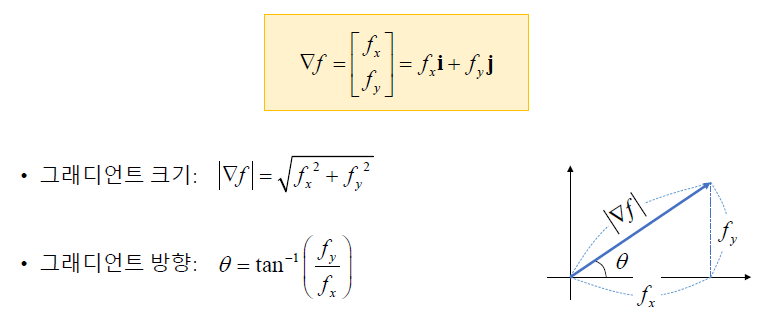 ∇f = [f_x f_y] = f_x i + f_y j
• 그래디언트 크기: |∇f| = √(f_x² + f_y²)
• 그래디언트 방향: θ = tan⁻¹(f_y / f_x)
|∇f|
f_y
θ
f_x